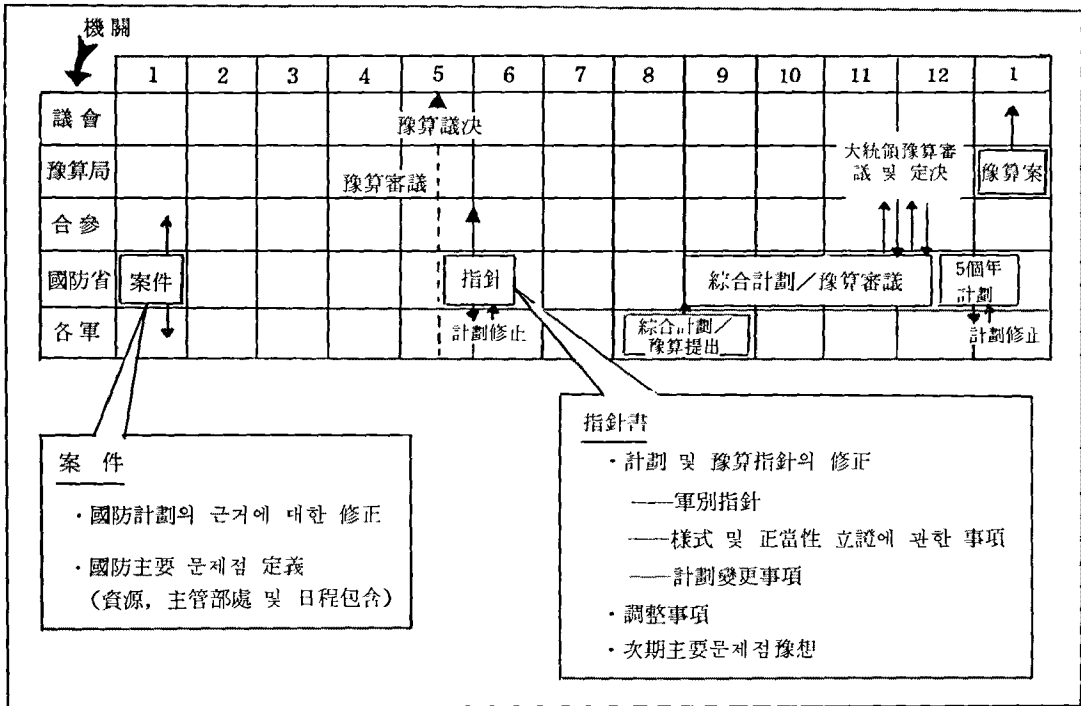 機關
1 2 3 4 5 6 7 8 9 10 11 12 1
議會
豫算議決
豫算局
豫算審議
大統領豫算審
議 및 定決
豫算案
合參
國防省
案件
指針
綜合計劃／豫算審議
5個年
計劃
各軍
計劃修正
綜合計劃／
豫算提出
計劃修正
案 件
・國防計劃의 근거에 대한 修正
・國防主要 문제점 定義
(資源, 主管部處 및 日程包含)
指針書
・計劃 및 豫算指針의 修正
——軍別指針
——樣式 및 正當性 立證에 관한 事項
——計劃變更事項
・調整事項
・次期主要문제점豫想